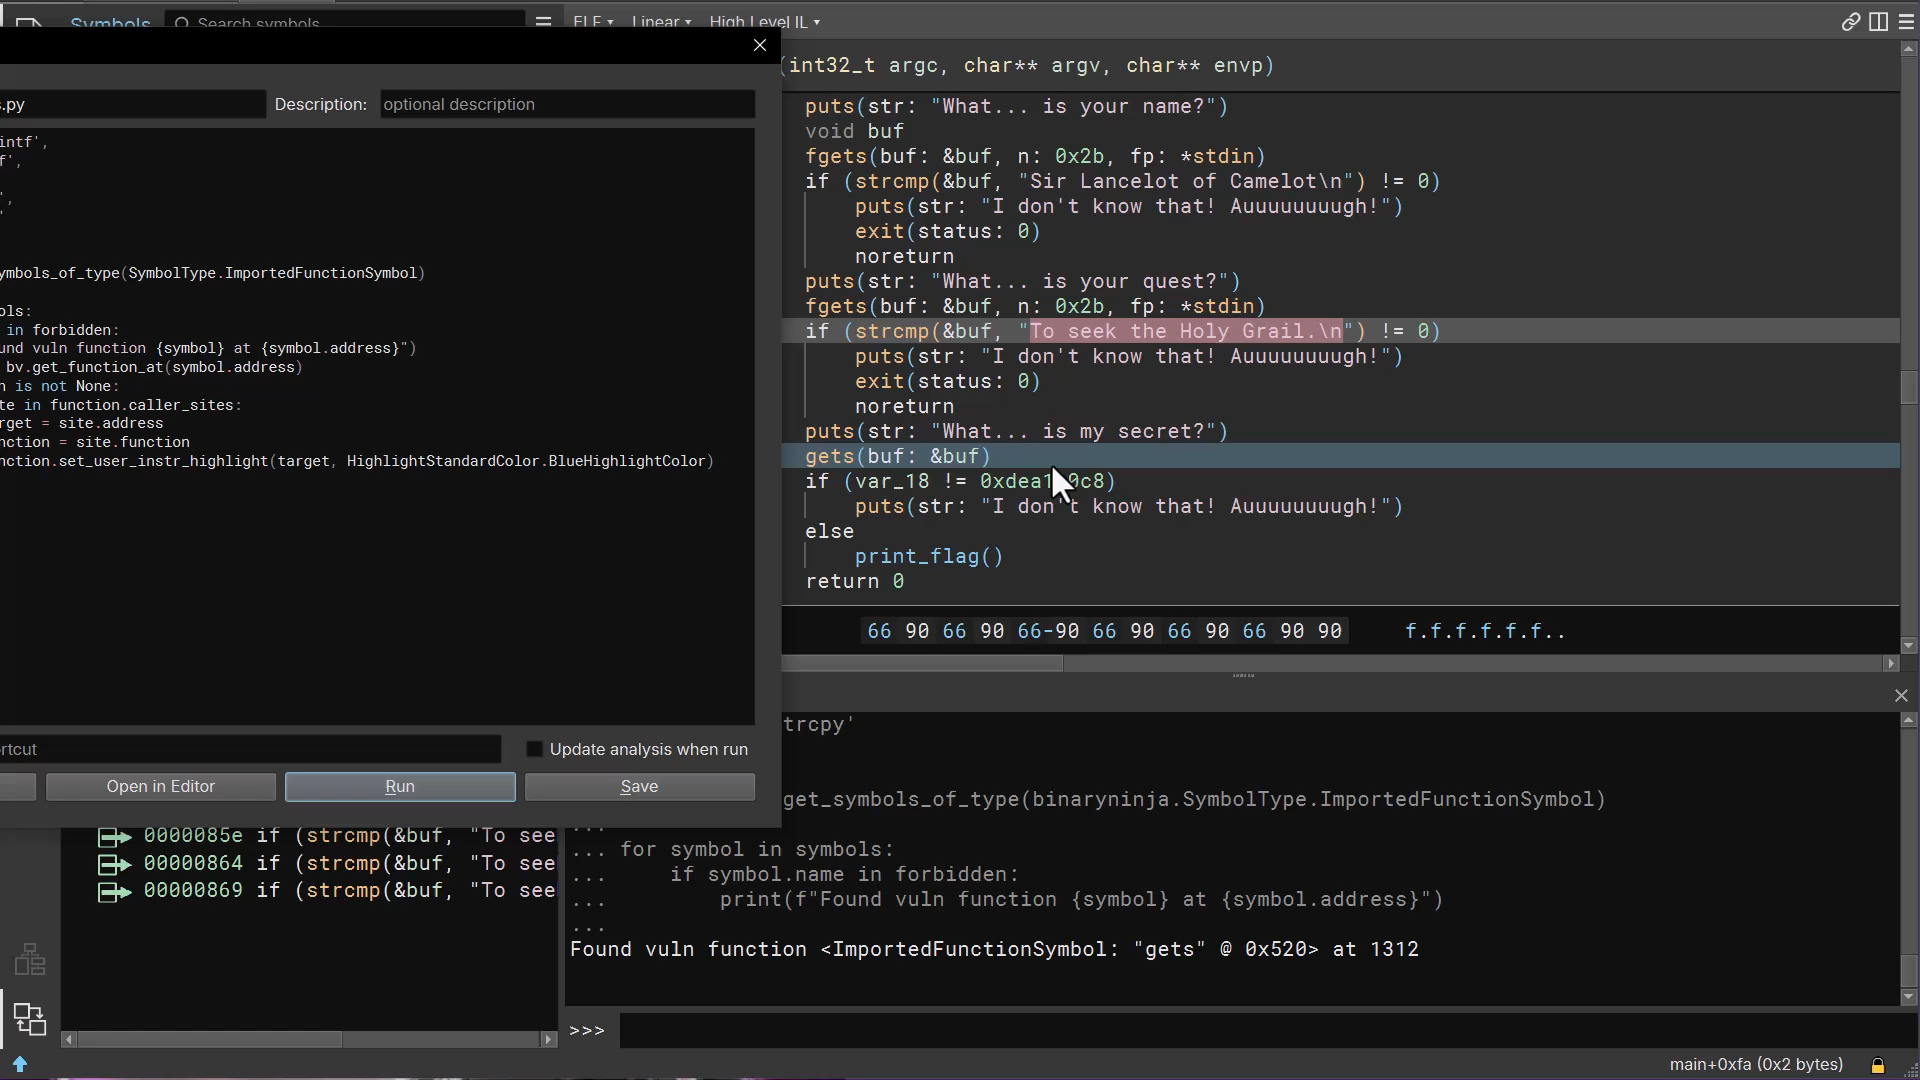 Symbols Search symbols
ELF Linear High Level IL
(int32_t argc, char** argv, char** envp)
.py Description: optional description
intf',
f',
',
'
ymbols_of_type(SymbolType.ImportedFunctionSymbol)
ols:
in forbidden:
und vuln function {symbol} at {symbol.address}")
bv.get_function_at(symbol.address)
n is not None:
te in function.caller_sites:
rget = site.address
nction = site.function
nction.set_user_instr_highlight(target, HighlightStandardColor.BlueHighlightColor)
rtcut
Update analysis when run
Open in Editor Run Save
puts(str: "What... is your name?")
void buf
fgets(buf: &buf, n: 0x2b, fp: *stdin)
if (strcmp(&buf, "Sir Lancelot of Camelot\n") != 0)
puts(str: "I don't know that! Auuuuuuuugh!")
exit(status: 0)
noreturn
puts(str: "What... is your quest?")
fgets(buf: &buf, n: 0x2b, fp: *stdin)
if (strcmp(&buf, "To seek the Holy Grail.\n") != 0)
puts(str: "I don't know that! Auuuuuuuugh!")
exit(status: 0)
noreturn
puts(str: "What... is my secret?")
gets(buf: &buf)
if (var_18 != 0xdea 0c8)
puts(str: "I don't know that! Auuuuuuuugh!")
else
print_flag()
return 0
66 90 66 90 66-90 66 90 66 90 66 90 90 f.f.f.f.f.f..
trcpy'
get_symbols_of_type(binaryninja.SymbolType.ImportedFunctionSymbol)
...
... for symbol in symbols:
... if symbol.name in forbidden:
... print(f"Found vuln function {symbol} at {symbol.address}")
...
Found vuln function <ImportedFunctionSymbol: "gets" @ 0x520> at 1312
>>>
0000085e if (strcmp(&buf, "To see
00000864 if (strcmp(&buf, "To see
00000869 if (strcmp(&buf, "To see
main+0xfa (0x2 bytes)